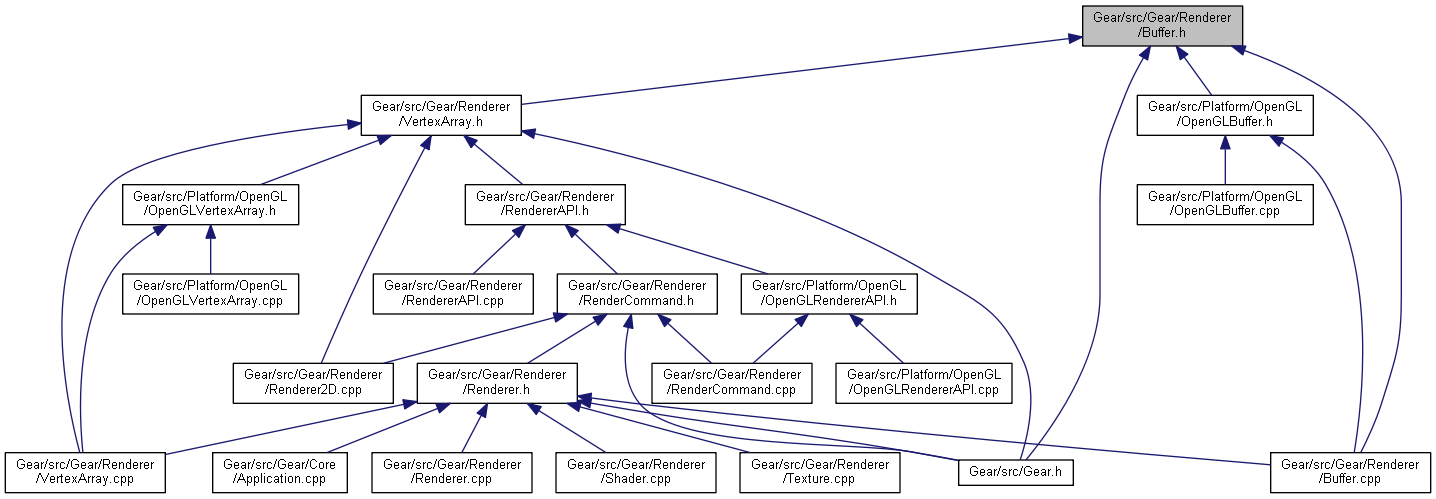 Gear/src/Gear/Renderer
/Buffer.h
Gear/src/Gear/Renderer
/VertexArray.h
Gear/src/Platform/OpenGL
/OpenGLBuffer.h
Gear/src/Platform/OpenGL
/OpenGLVertexArray.h
Gear/src/Gear/Renderer
/RendererAPI.h
Gear/src/Platform/OpenGL
/OpenGLBuffer.cpp
Gear/src/Platform/OpenGL
/OpenGLVertexArray.cpp
Gear/src/Gear/Renderer
/RendererAPI.cpp
Gear/src/Gear/Renderer
/RenderCommand.h
Gear/src/Platform/OpenGL
/OpenGLRendererAPI.h
Gear/src/Gear/Renderer
/Renderer2D.cpp
Gear/src/Gear/Renderer
/Renderer.h
Gear/src/Gear/Renderer
/RenderCommand.cpp
Gear/src/Platform/OpenGL
/OpenGLRendererAPI.cpp
Gear/src/Gear/Renderer
/VertexArray.cpp
Gear/src/Gear/Core
/Application.cpp
Gear/src/Gear/Renderer
/Renderer.cpp
Gear/src/Gear/Renderer
/Shader.cpp
Gear/src/Gear/Renderer
/Texture.cpp
Gear/src/Gear.h
Gear/src/Gear/Renderer
/Buffer.cpp